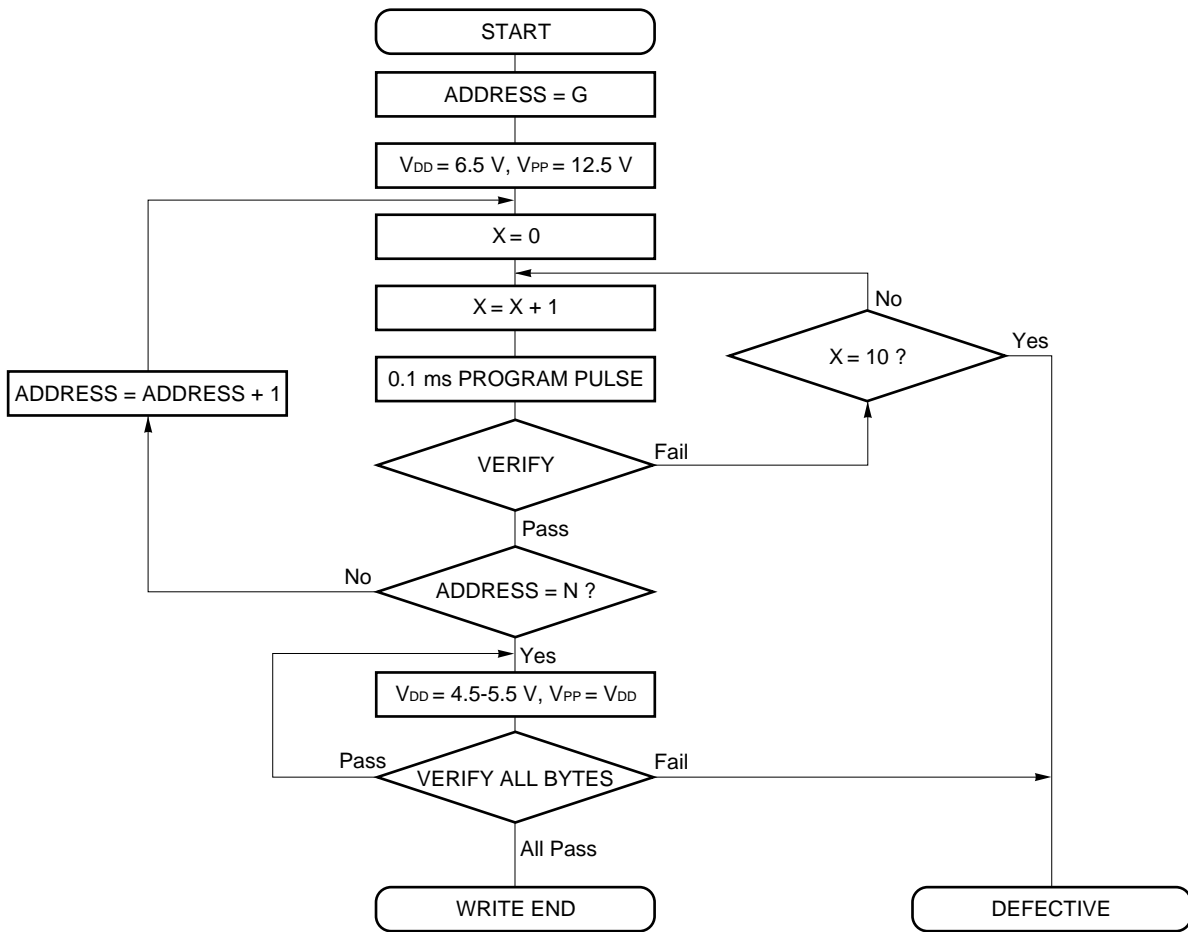 START
ADDRESS = G
VDD = 6.5 V, VPP = 12.5 V
X = 0
X = X + 1
No
X = 10 ?
Yes
0.1 ms PROGRAM PULSE
ADDRESS = ADDRESS + 1
VERIFY
Fail
Pass
No
ADDRESS = N ?
Yes
VDD = 4.5-5.5 V, VPP = VDD
Pass
VERIFY ALL BYTES
Fail
All Pass
WRITE END
DEFECTIVE